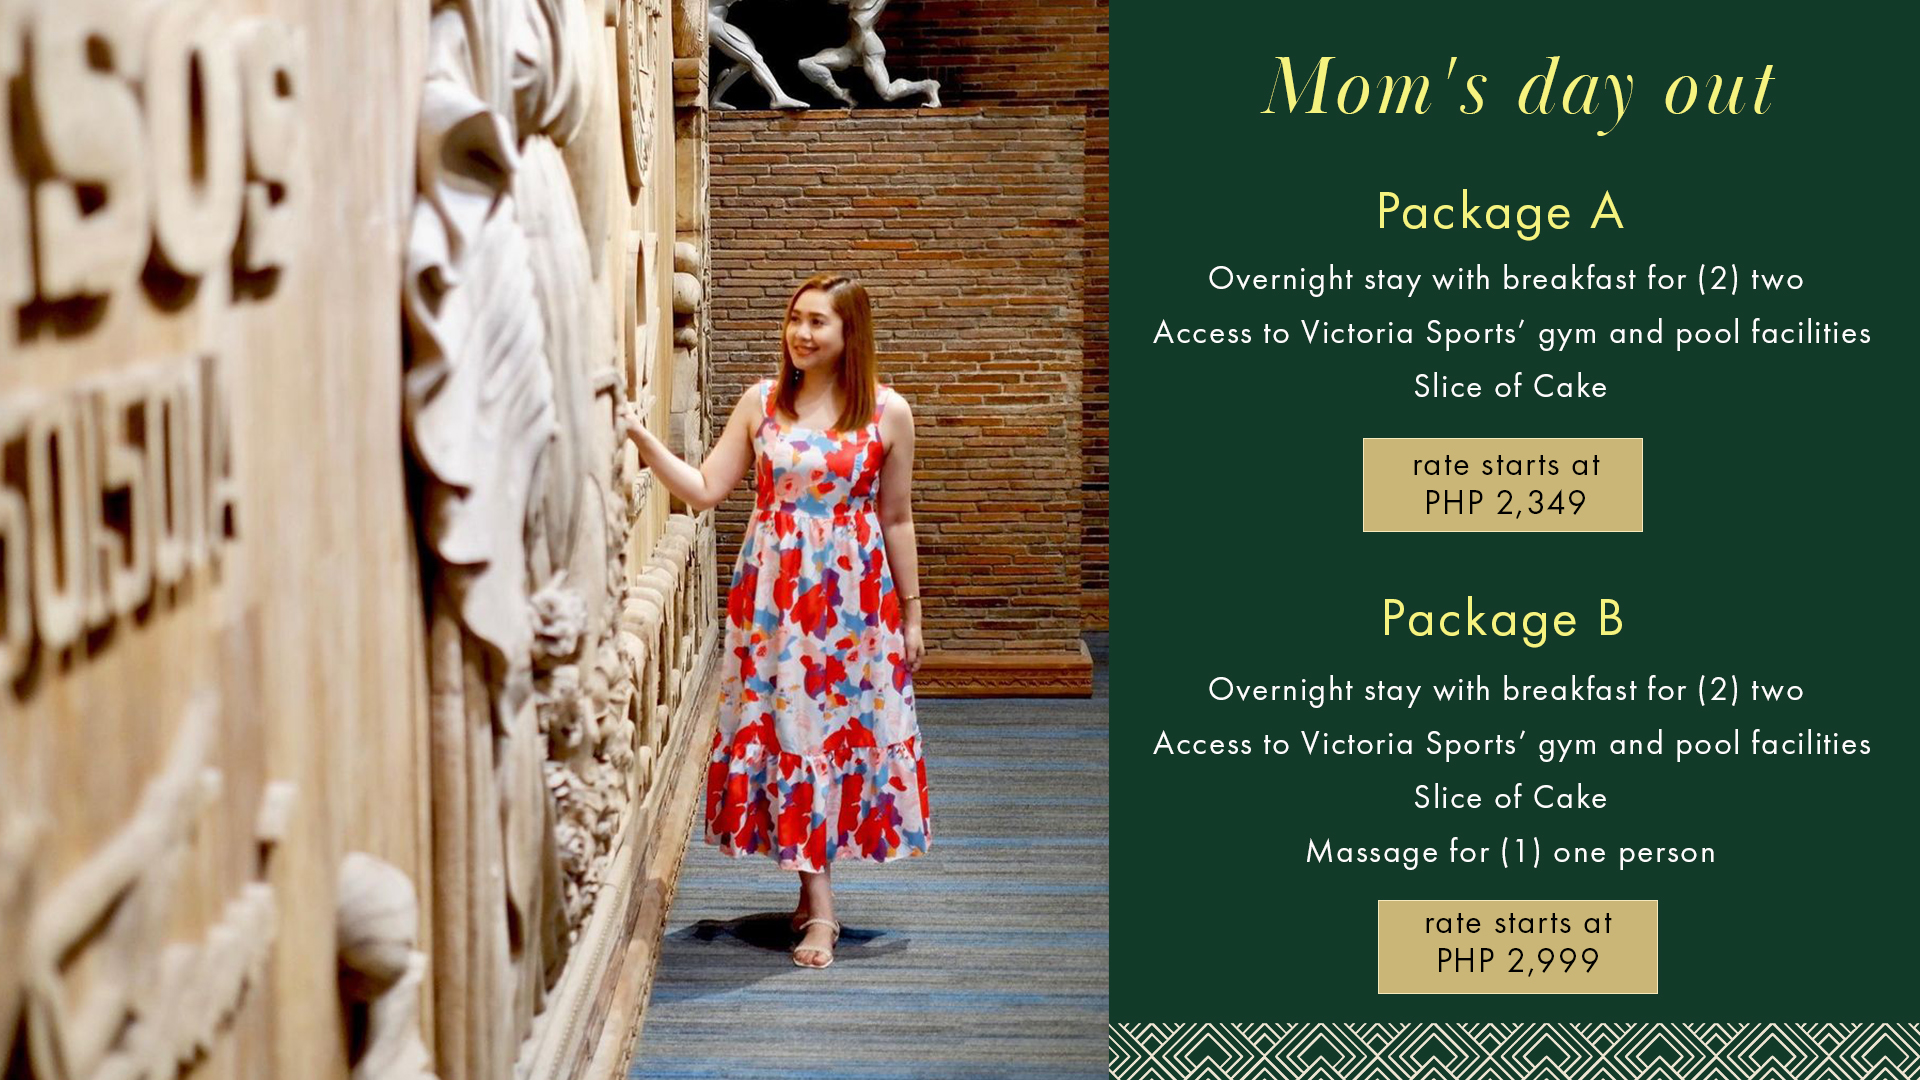 Mom's day out
Package A
Overnight stay with breakfast for (2) two
Access to Victoria Sports’ gym and pool facilities
Slice of Cake
rate starts at
PHP 2,349
Package B
Overnight stay with breakfast for (2) two
Access to Victoria Sports’ gym and pool facilities
Slice of Cake
Massage for (1) one person
rate starts at
PHP 2,999